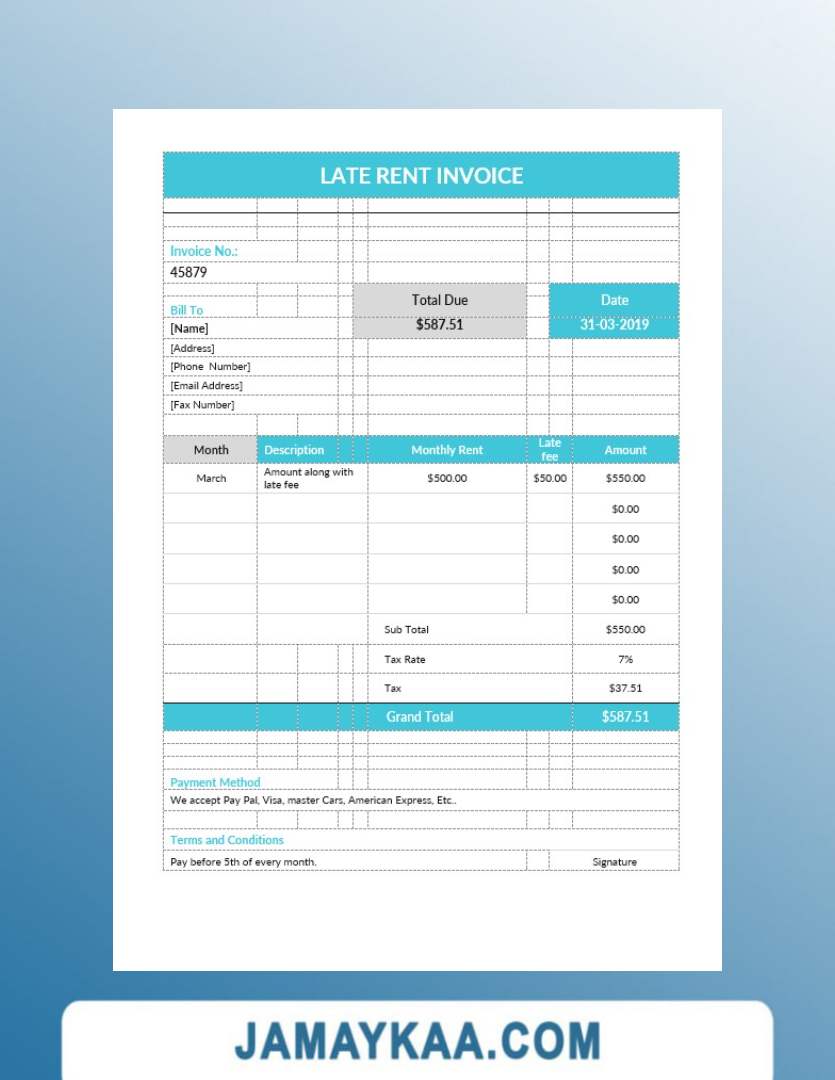 LATE RENT INVOICE
Invoice No.:
45879
Total Due
Date
Bill To
$587.51
31-03-2019
[Name]
[Address]
[Phone  Number]
[Email Address]
[Fax Number]
Month Description Monthly Rent Late fee Amount
March Amount along with late fee $500.00 $50.00 $550.00
$0.00
$0.00
$0.00
$0.00
Sub Total $550.00
Tax Rate 7%
Tax $37.51
Grand Total $587.51
Payment Method
We accept Pay Pal, Visa, master Cars, American Express, Etc..
Terms and Conditions
Pay before 5th of every month. Signature
JAMAYKAA.COM